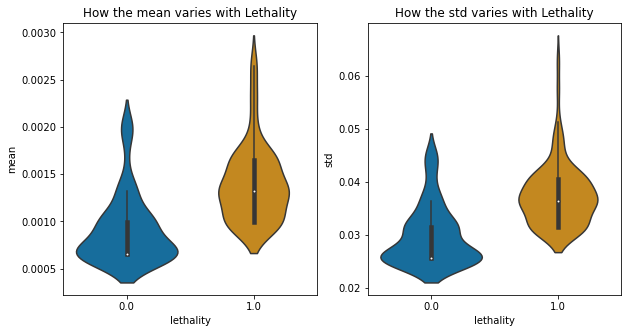 How the mean varies with Lethality
0.0030
0.0025
0.0020
0.0015
0.0010
0.0005
mean
0.0
1.0
lethality
How the std varies with Lethality
0.06
0.05
0.04
0.03
0.02
std
0.0
1.0
lethality